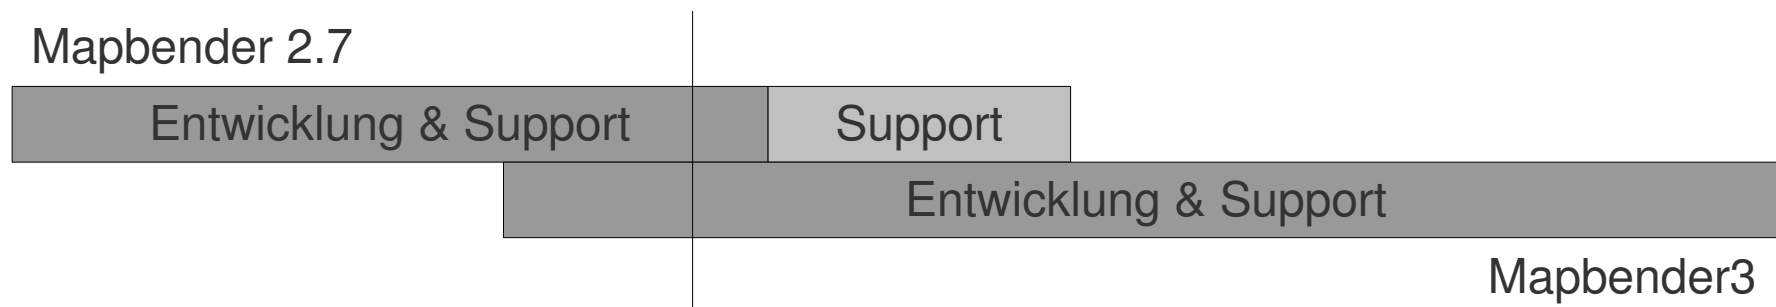 Mapbender 2.7
Entwicklung & Support
Support
Entwicklung & Support
Mapbender3